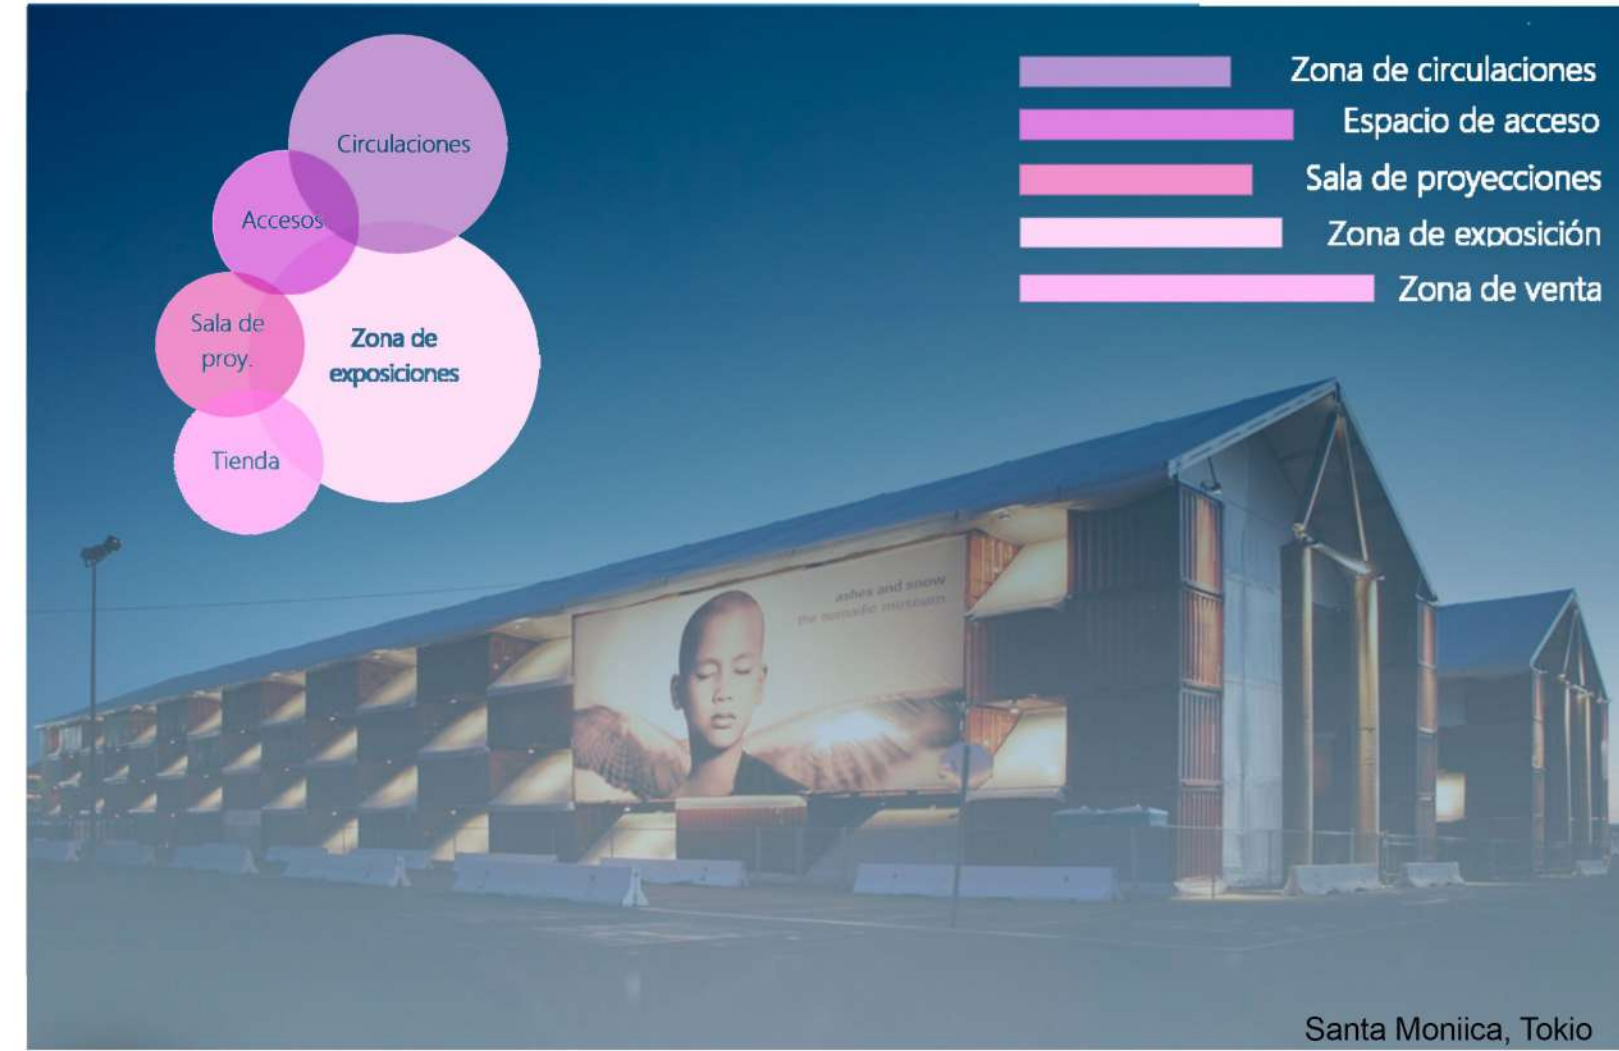 Circulaciones
Accesos
Sala de
proy.
Zona de
exposiciones
Tienda
Zona de circulaciones
Espacio de acceso
Sala de proyecciones
Zona de exposición
Zona de venta
ashes and snow
the nomadic museum
Santa Moniica, Tokio